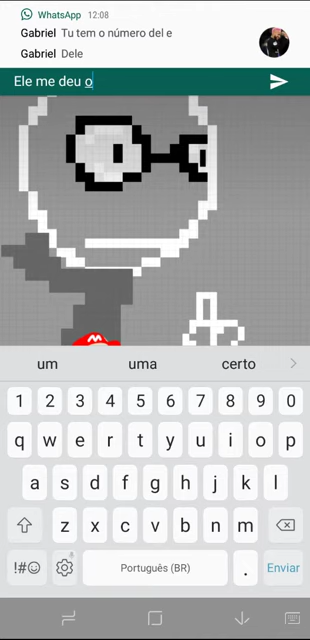 WhatsApp 12:08
Gabriel Tu tem o número del e
Gabriel Dele
Ele me deu o
M
um uma certo
1 2 3 4 5 6 7 8 9 0
q w e r t y u i o p
a s d f g h j k l
z x c v b n m
!#☺ Português (BR) . Enviar